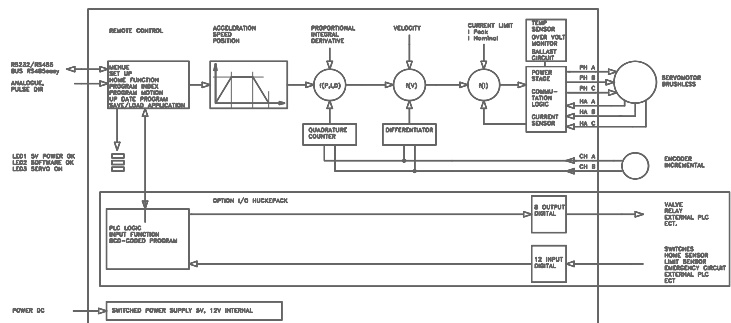 REMOTE CONTROL
ACCELERATION
SPEED
POSITION
PROPORTIONAL
INTEGRAL
DERIVATIVE
VELOCITY
CURRENT LIMIT
I Peak
I Nominal
TEMP
SENSOR
OVER VOLT
MONITOR
BALLAST
CIRCUIT
RS232/RS485
BUS RS485easy
ANALOGUE,
PULSE DIR
MENUE
SET UP
HOME FUNCTION
PROGRAM INDEX
PROGRAM MOTION
UP DATE PROGRAM
SAVE/LOAD APPLICATION
f(P,I,D)
f(V)
f(I)
POWER
STAGE
COMMU-
TATION
LOGIC
CURRENT
SENSOR
PH A
PH B
PH C
HA A
HA B
HA C
SERVOMOTOR
BRUSHLESS
QUADRATURE
COUNTER
DIFFERENTIATOR
LED1 5V POWER OK
LED2 SOFTWARE OK
LED3 SERVO ON
CH A
CH B
ENCODER
INCREMENTAL
OPTION I/O HUCKEPACK
PLC LOGIC
INPUT FUNCTION
BCD-CODED PROGRAM
8 OUTPUT
DIGITAL
VALVE
RELAY
EXTERNAL PLC
ECT.
12 INPUT
DIGITAL
SWITCHES
HOME SENSOR
LIMIT SENSOR
EMERGENCY CIRCUIT
EXTERNAL PLC
ECT
POWER DC
SWITCHED POWER SUPPLY 5V, 12V INTERNAL